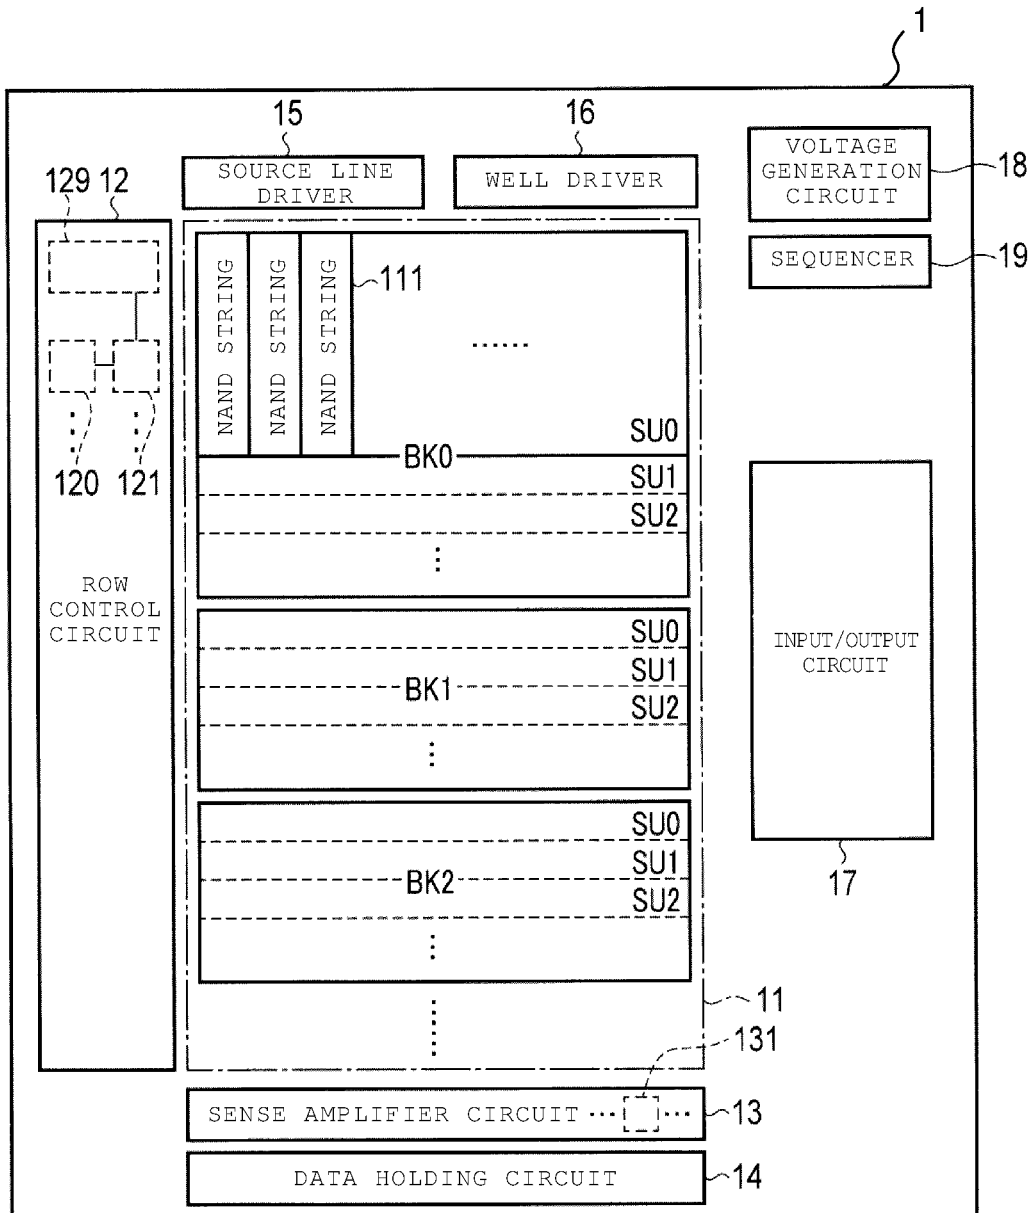 1
15
16
SOURCE LINE
DRIVER
WELL DRIVER
VOLTAGE
GENERATION
CIRCUIT
18
SEQUENCER
19
129
12
120
121
ROW
CONTROL
CIRCUIT
NAND STRING
NAND STRING
NAND STRING
111
......
SU0
BK0
SU1
SU2
SU0
SU1
BK1
SU2
SU0
SU1
BK2
SU2
INPUT/OUTPUT
CIRCUIT
17
11
131
SENSE AMPLIFIER CIRCUIT ... ...
13
DATA HOLDING CIRCUIT
14